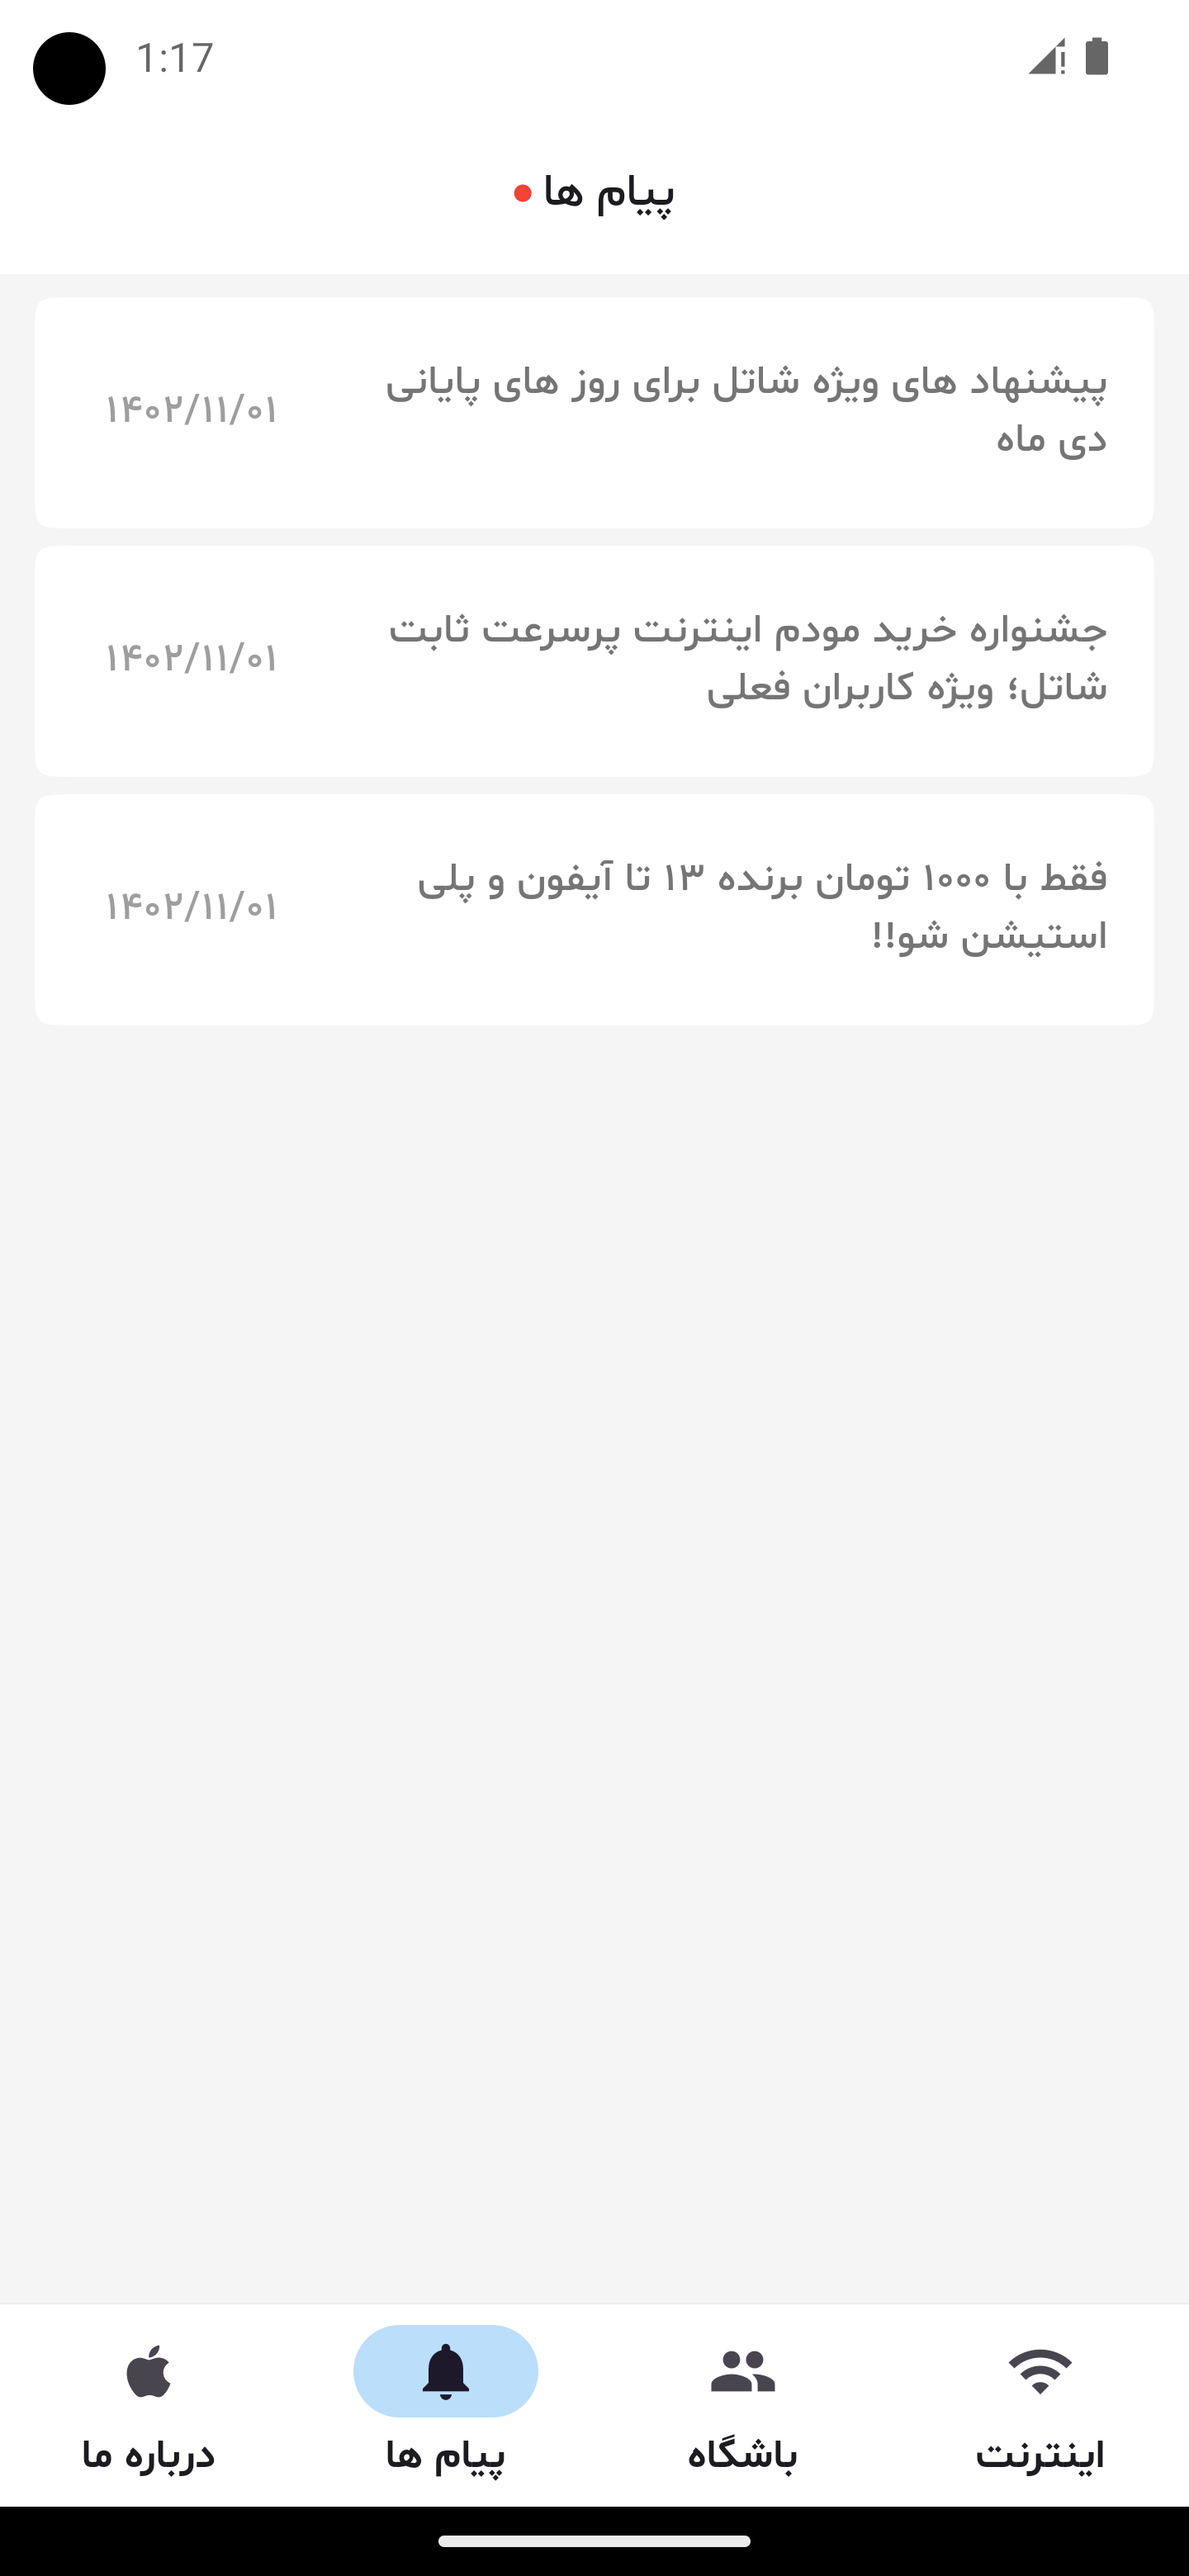 1:17
پیام ها
پیشنهاد های ویژه شاتل برای روز های پایانی
دی ماه
۱۴۰۲/۱۱/۰۱
جشنواره خرید مودم اینترنت پرسرعت ثابت
شاتل؛ ویژه کاربران فعلی
۱۴۰۲/۱۱/۰۱
فقط با ۱۰۰۰ تومان برنده ۱۳ تا آیفون و پلی
استیشن شو!!
۱۴۰۲/۱۱/۰۱
اینترنت
باشگاه
پیام ها
درباره ما